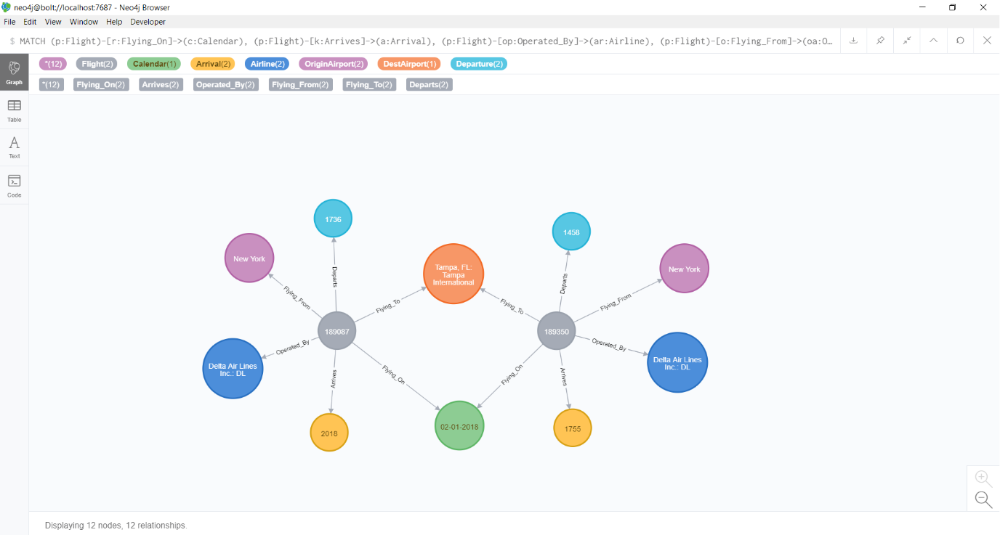 neo4j@bolt://localhost:7687 - Neo4j Browser
File Edit View Window Help Developer
$ MATCH (p:Flight)-[r:Flying_On]->(c:Calendar), (p:Flight)-[k:Arrives]->(a:Arrival), (p:Flight)-[op:Operated_By]->(ar:Airline), (p:Flight)-[o:Flying_From]->(oa:O…
*(12) Flight(2) Calendar(1) Arrival(2) Airline(2) OriginAirport(2) DestAirport(1) Departure(2)
*(12) Flying_On(2) Arrives(2) Operated_By(2) Flying_From(2) Flying_To(2) Departs(2)
Graph
Table
Text
Code
1736
1458
New York
Tampa, FL:
Tampa
International
New York
Departs
Departs
Flying_From
Flying_To
Flying_To
Flying_From
189087
189350
Operated_By
Operated_By
Delta Air Lines
Inc.: DL
Delta Air Lines
Inc.: DL
Arrives
Flying_On
Flying_On
Arrives
2018
02-01-2018
1755
Displaying 12 nodes, 12 relationships.